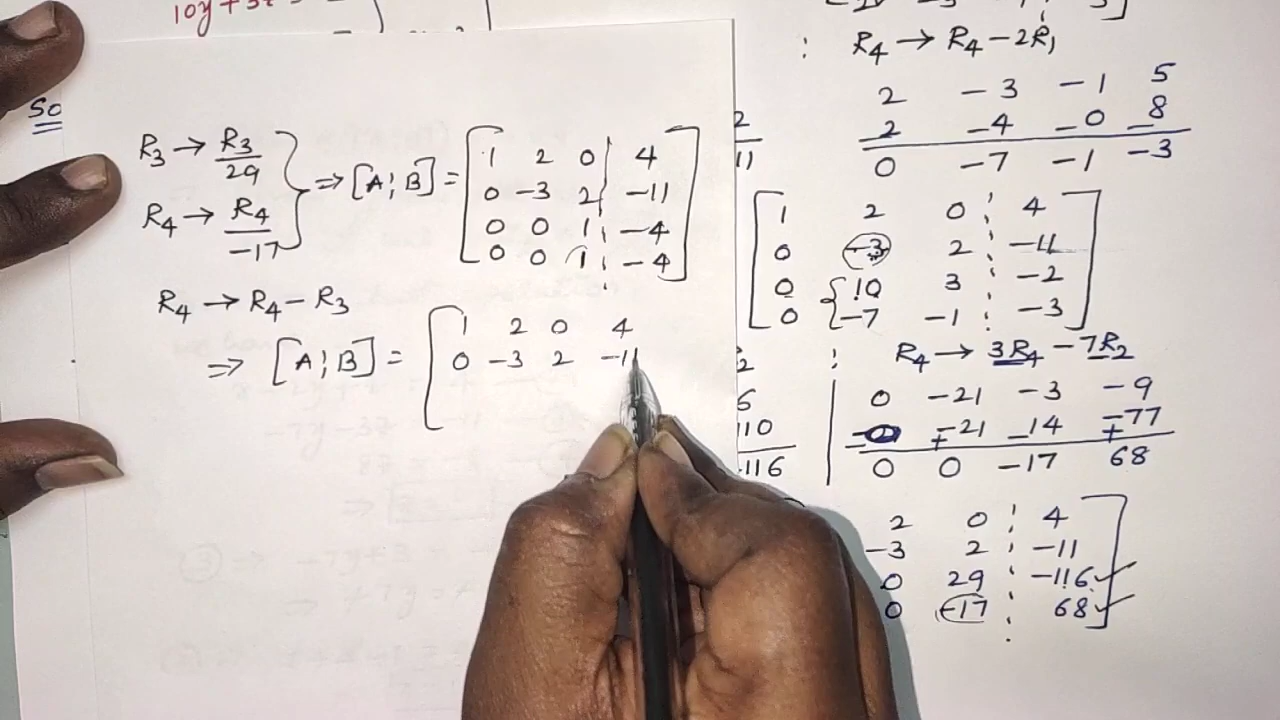 10y+3z =
So
R₃ → R₃/29
R₄ → R₄/-17
⇒ [A¦B] =
1 2 0 ¦ 4
0 -3 2 ¦ -11
0 0 1 ¦ -4
0 0 1 ¦ -4
R₄ → R₄ - R₃
⇒ [A¦B] =
1 2 0 4
0 -3 2 -11
: R₄ → R₄ - 2R₁
2 -3 -1 5
2 -4 -0 -8
0 -7 -1 -3
2
11
1 2 0 ¦ 4
0 -3 2 ¦ -11
0 10 3 ¦ -2
0 -7 -1 ¦ -3
: R₄ → 3R₄ - 7R₂
2
6
110
-116
0 -21 -3 -9
-21 -14 -77
+ +
0 0 -17 68
2 0 ¦ 4
-3 2 ¦ -11
0 29 ¦ -116 ✓
0 -17 ¦ 68 ✓